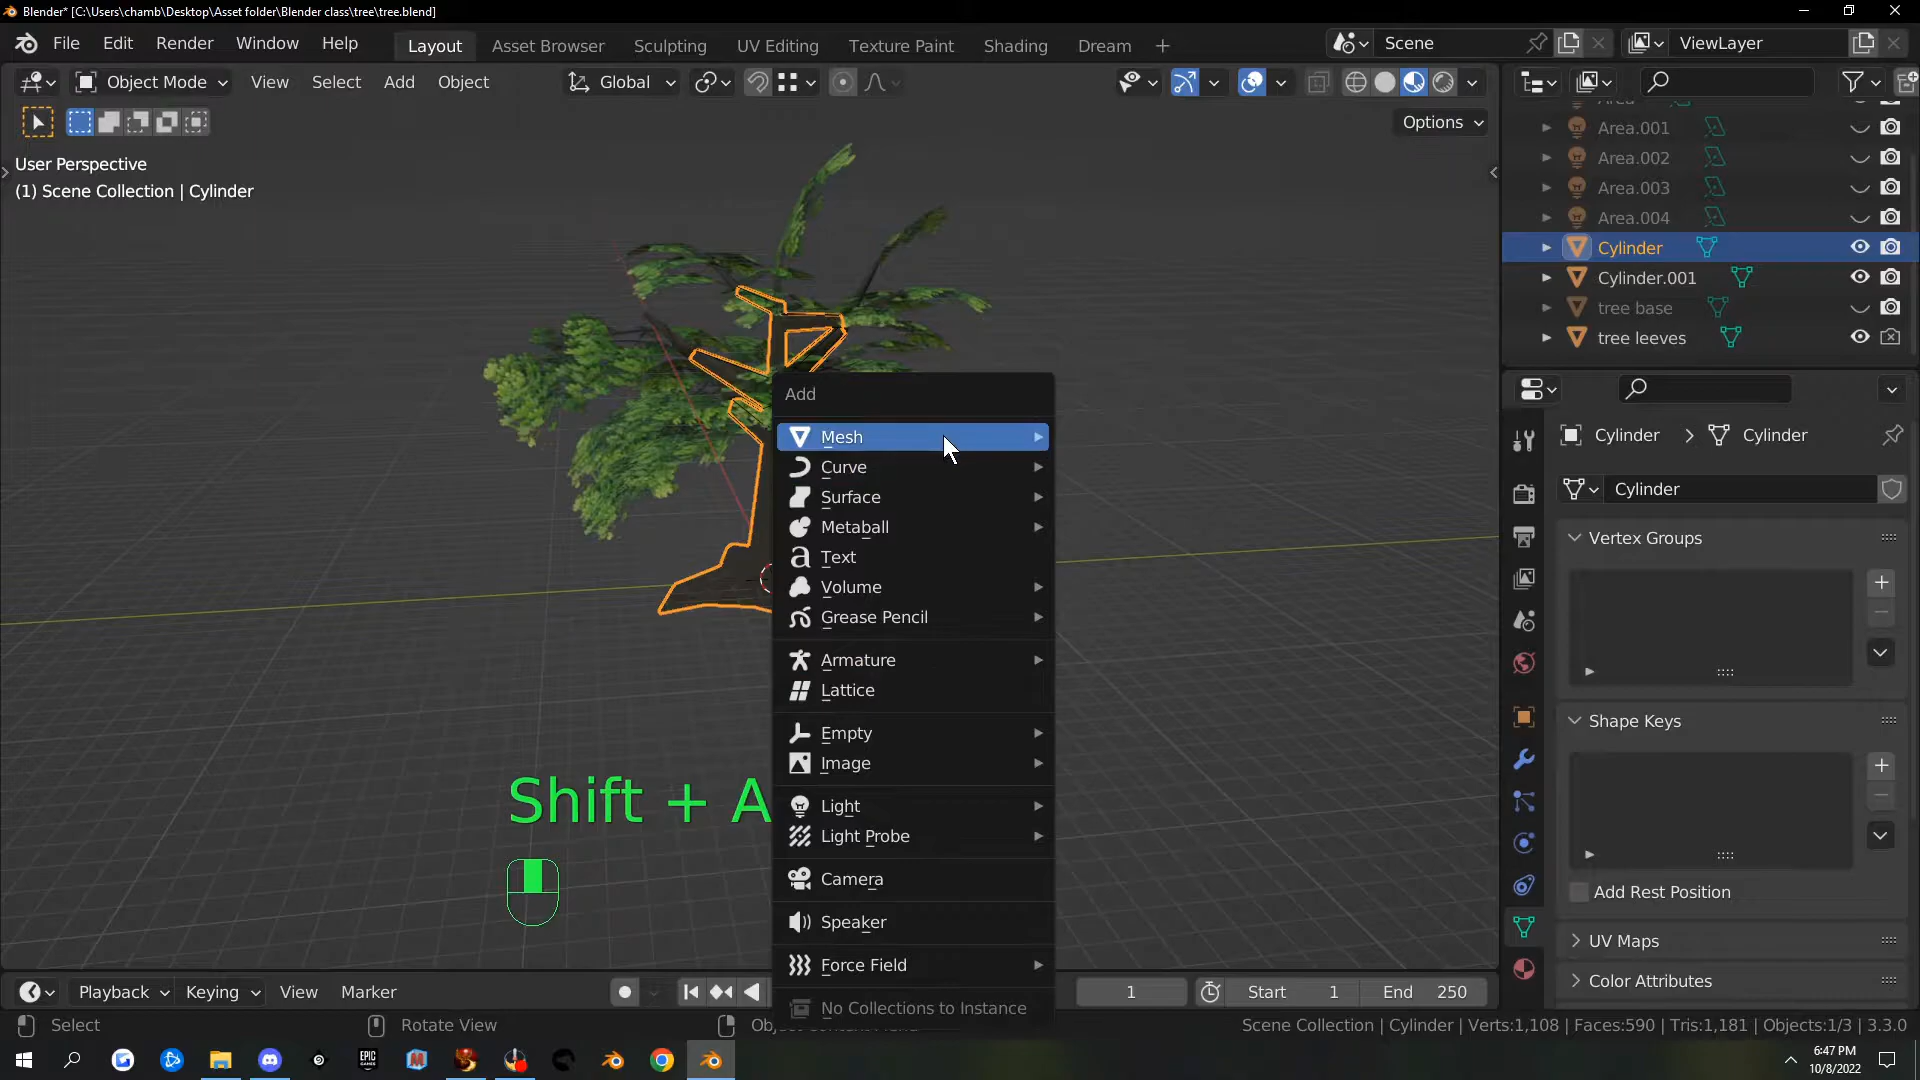 Blender* [C:\Users\chamb\Desktop\Asset folder\Blender class\tree\tree.blend]
File Edit Render Window Help Layout Asset Browser Sculpting UV Editing Texture Paint Shading Dream + Scene ViewLayer
Object Mode View Select Add Object Global
Options
User Perspective
(1) Scene Collection | Cylinder
Area
Area.001
Area.002
Area.003
Area.004
Cylinder
Cylinder.001
tree base
tree leeves
Add
Mesh
Curve
Surface
Metaball
Text
Volume
Grease Pencil
Armature
Lattice
Empty
Image
Light
Light Probe
Camera
Speaker
Force Field
No Collections to Instance
Shift + A
Cylinder > Cylinder
Cylinder
Vertex Groups
Shape Keys
Add Rest Position
UV Maps
Color Attributes
Playback Keying View Marker 1 Start 1 End 250
Select Rotate View Scene Collection | Cylinder | Verts:1,108 | Faces:590 | Tris:1,181 | Objects:1/3 | 3.3.0
EPIC GAMES
6:47 PM
10/8/2022